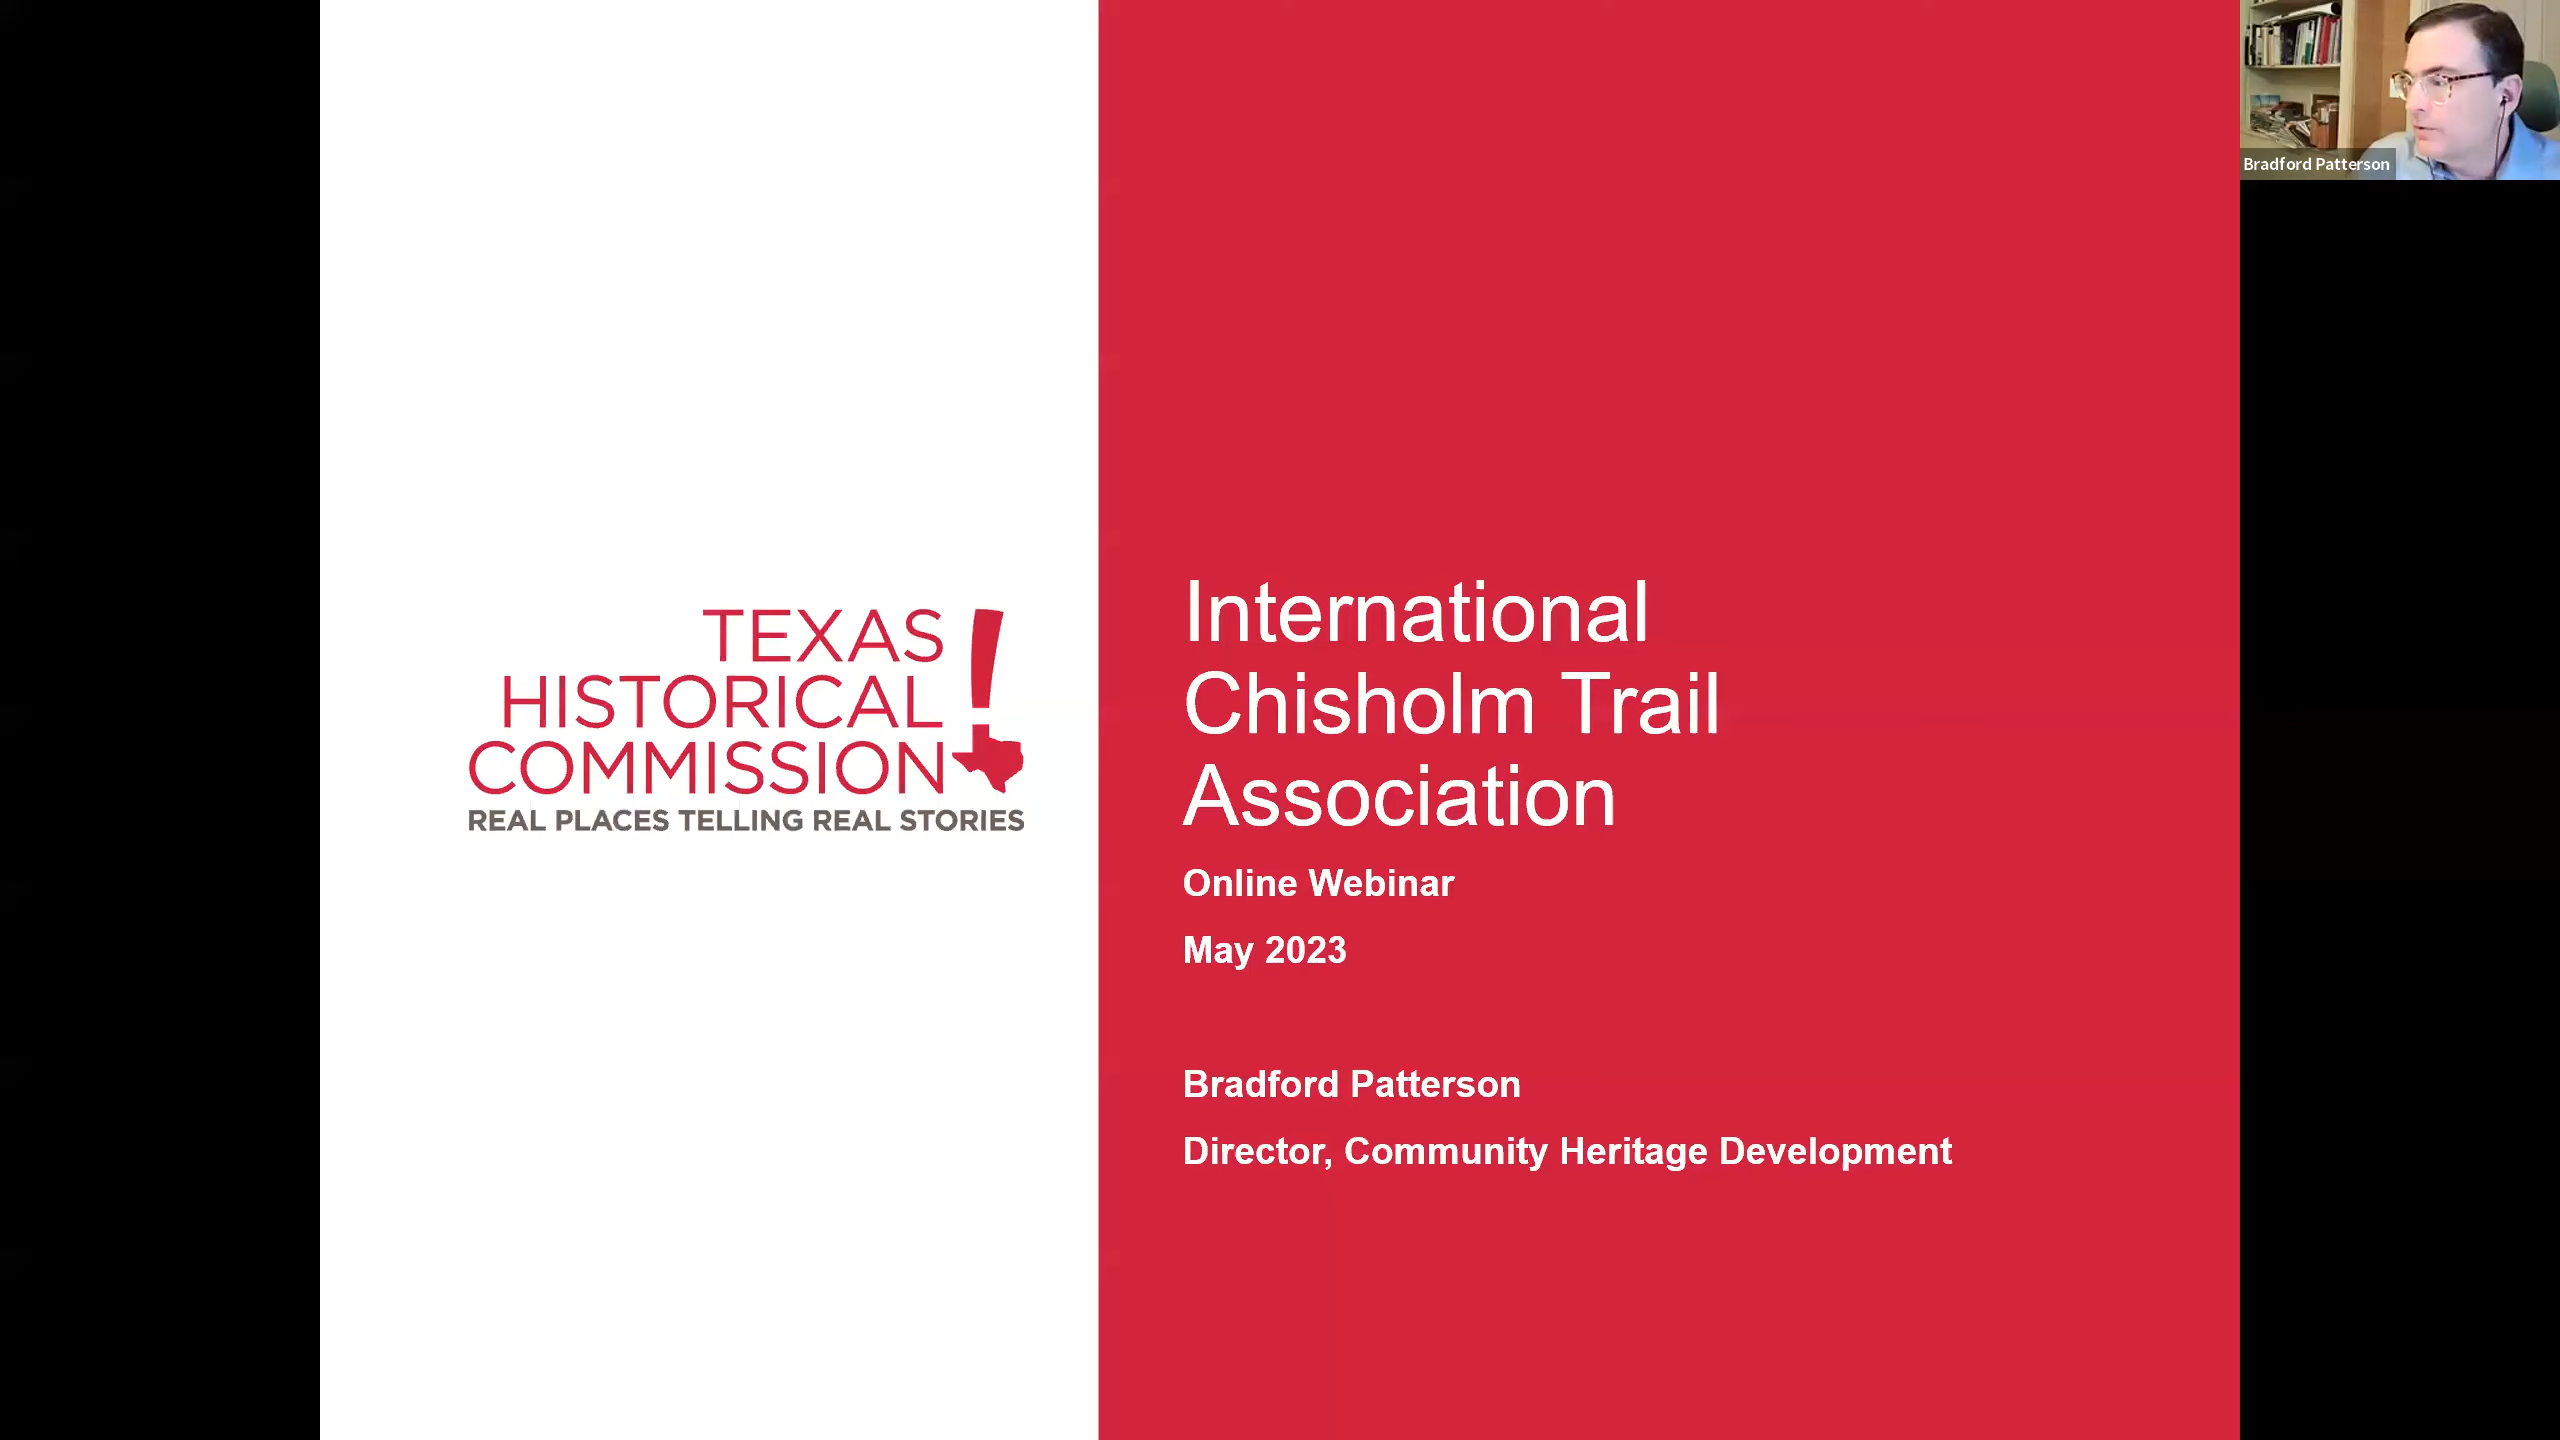 TEXAS
HISTORICAL
COMMISSION
REAL PLACES TELLING REAL STORIES
International
Chisholm Trail
Association
Online Webinar
May 2023
Bradford Patterson
Director, Community Heritage Development
Bradford Patterson